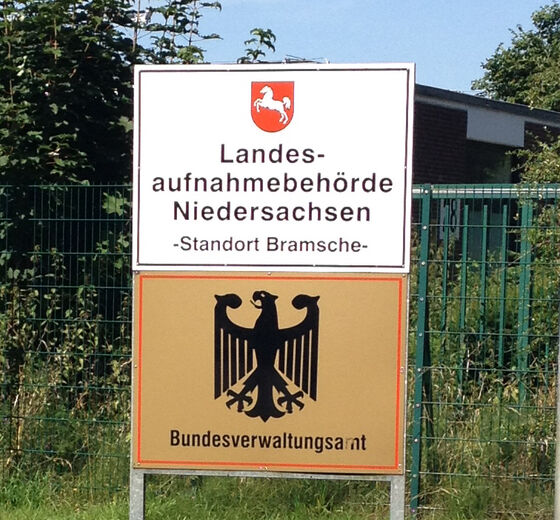 Landes-
aufnahmebehörde
Niedersachsen
-Standort Bramsche-
Bundesverwaltungsamt